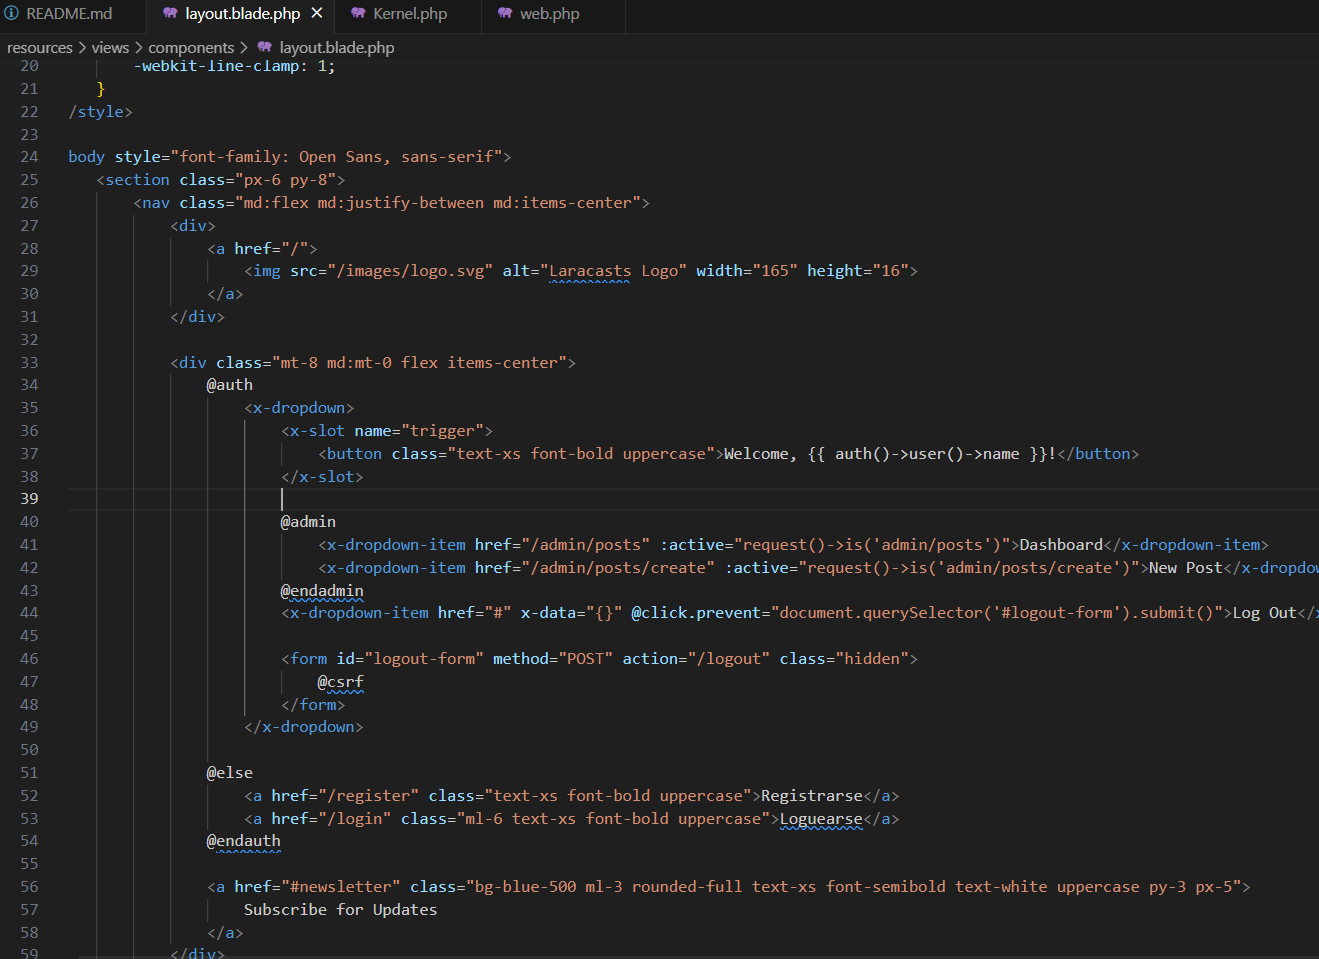 README.md layout.blade.php Kernel.php web.php
resources > views > components > layout.blade.php
20 -webkit-line-clamp: 1;
21 }
22 /style>
23
24 body style="font-family: Open Sans, sans-serif">
25 <section class="px-6 py-8">
26 <nav class="md:flex md:justify-between md:items-center">
27 <div>
28 <a href="/">
29 <img src="/images/logo.svg" alt="Laracasts Logo" width="165" height="16">
30 </a>
31 </div>
32
33 <div class="mt-8 md:mt-0 flex items-center">
34 @auth
35 <x-dropdown>
36 <x-slot name="trigger">
37 <button class="text-xs font-bold uppercase">Welcome, {{ auth()->user()->name }}!</button>
38 </x-slot>
39
40 @admin
41 <x-dropdown-item href="/admin/posts" :active="request()->is('admin/posts')">Dashboard</x-dropdown-item>
42 <x-dropdown-item href="/admin/posts/create" :active="request()->is('admin/posts/create')">New Post</x-dropdow
43 @endadmin
44 <x-dropdown-item href="#" x-data="{}" @click.prevent="document.querySelector('#logout-form').submit()">Log Out</x
45
46 <form id="logout-form" method="POST" action="/logout" class="hidden">
47 @csrf
48 </form>
49 </x-dropdown>
50
51 @else
52 <a href="/register" class="text-xs font-bold uppercase">Registrarse</a>
53 <a href="/login" class="ml-6 text-xs font-bold uppercase">Loguearse</a>
54 @endauth
55
56 <a href="#newsletter" class="bg-blue-500 ml-3 rounded-full text-xs font-semibold text-white uppercase py-3 px-5">
57 Subscribe for Updates
58 </a>
59 </div>